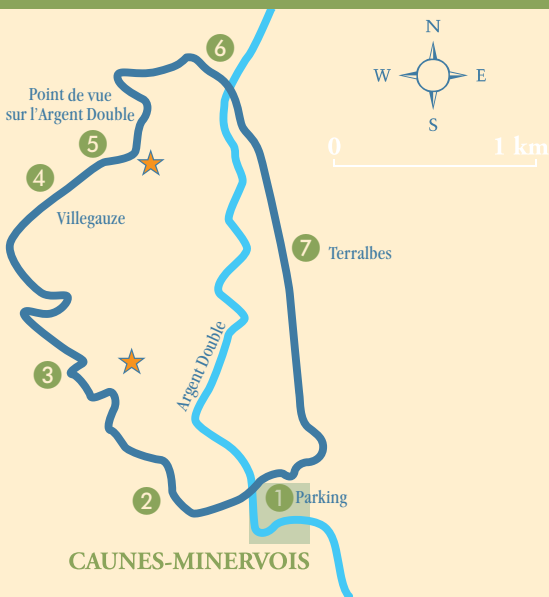 N
6
W
E
Point de vue
sur l'Argent Double
S
5
0
1 km
4
Villegauze
7
Terralbes
Argent Double
3
2
1
Parking
CAUNES-MINERVOIS